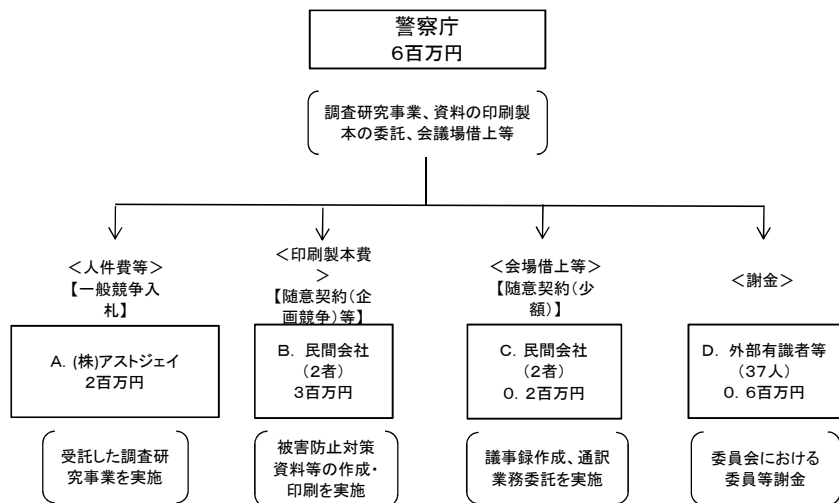 警察庁
6百万円
調査研究事業、資料の印刷製
本の委託、会議場借上等
<人件費等>
【一般競争入
札】
A. (株)アストジェイ
2百万円
受託した調査研
究事業を実施
<印刷製本費
>
【随意契約(企
画競争)等】
B. 民間会社
(2者)
3百万円
被害防止対策
資料等の作成・
印刷を実施
<会場借上等>
【随意契約(少
額)】
C. 民間会社
(2者)
0. 2百万円
議事録作成、通訳
業務委託を実施
<謝金>
D. 外部有識者等
(37人)
0. 6百万円
委員会における
委員等謝金